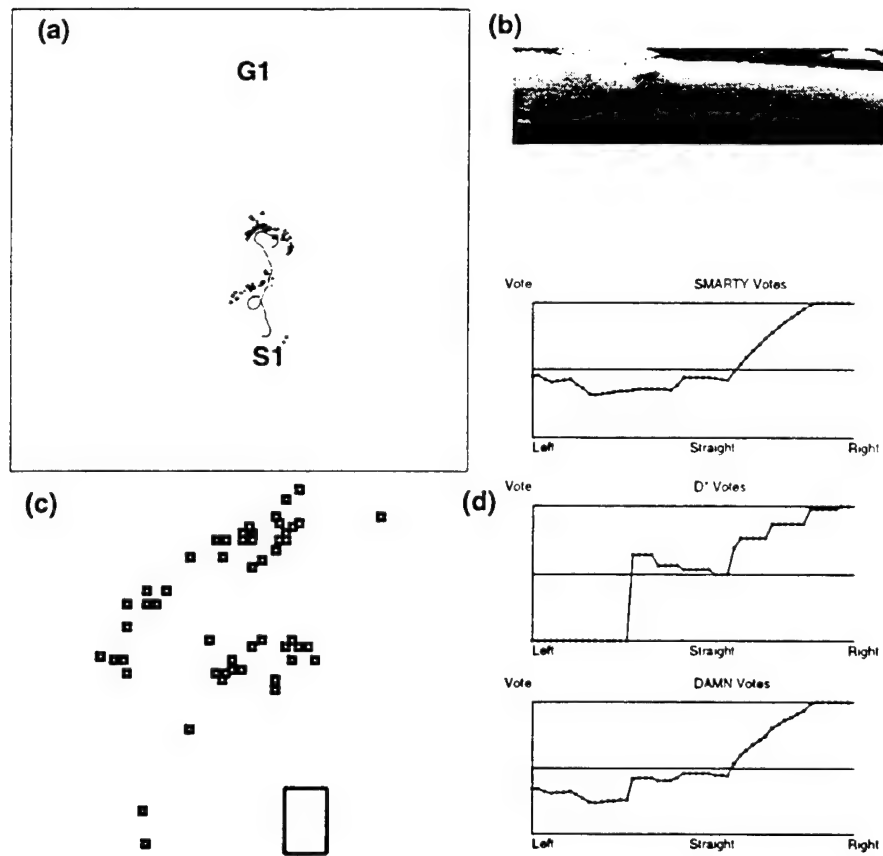 (a)
G1
S1
(b)
Vote SMARTY Votes
Left Straight Right
(c)
(d)
Vote D* Votes
Left Straight Right
Vote DAMN Votes
Left Straight Right